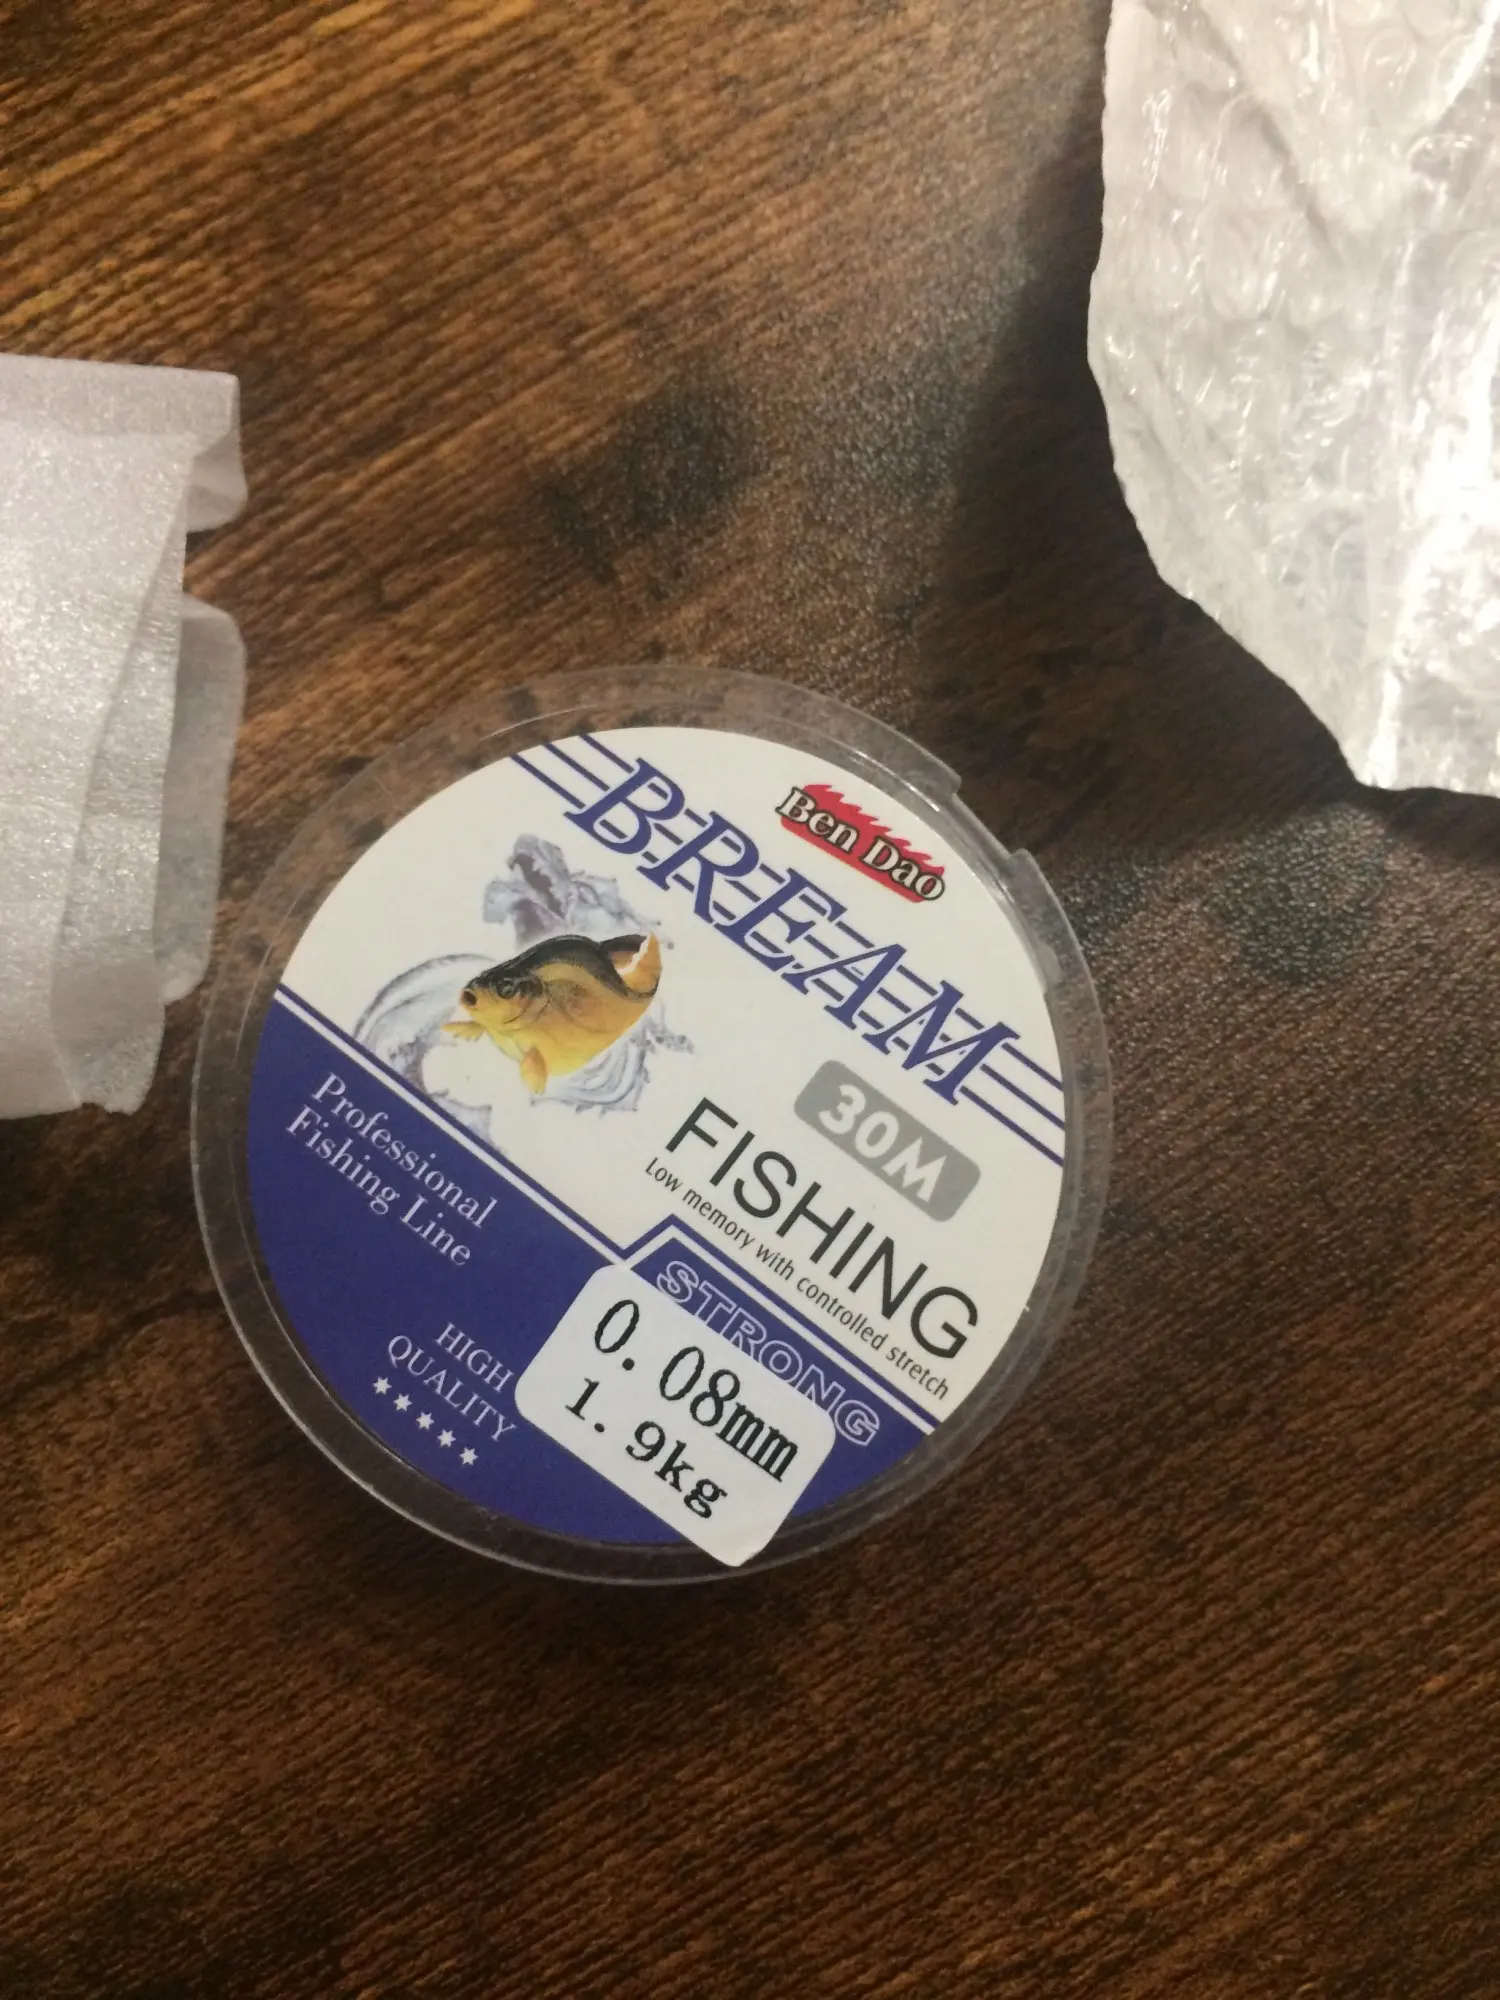 Ben Dao
BREAM
30M
FISHING
Low memory with controlled stretch
Professional
Fishing Line
STRONG
HIGH
QUALITY
0.08mm
1.9kg